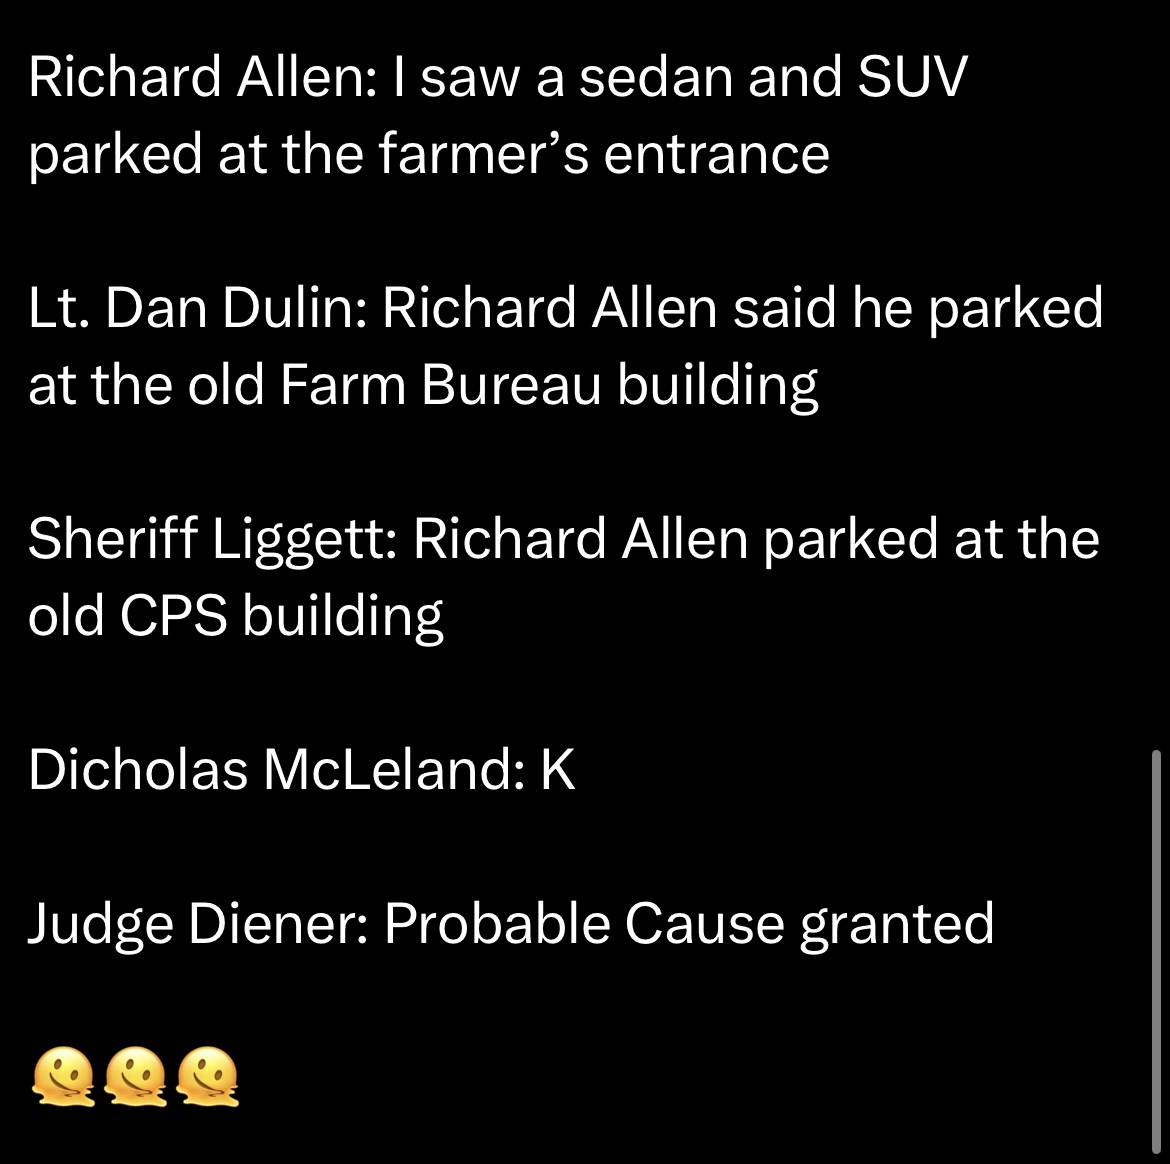 Richard Allen: I saw a sedan and SUV
parked at the farmer’s entrance
Lt. Dan Dulin: Richard Allen said he parked
at the old Farm Bureau building
Sheriff Liggett: Richard Allen parked at the
old CPS building
Dicholas McLeland: K
Judge Diener: Probable Cause granted
🫠🫠🫠